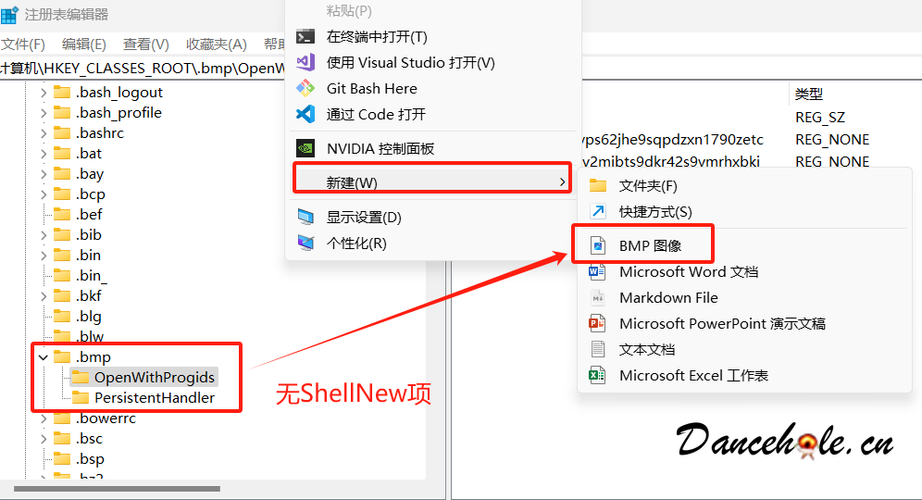 注册表编辑器
文件(F) 编辑(E) 查看(V) 收藏夹(A) 帮助
计算机\HKEY_CLASSES_ROOT\.bmp\OpenW
.bash_logout
.bash_profile
.bashrc
.bat
.bay
.bcp
.bef
.bib
.bin
.bin_
.bkf
.blg
.blw
.bmp
OpenWithProgids
PersistentHandler
.bowerrc
.bsc
.bsp
.bz2
粘贴(P)
在终端中打开(T)
使用 Visual Studio 打开(V)
Git Bash Here
通过 Code 打开
NVIDIA 控制面板
新建(W)
显示设置(D)
个性化(R)
类型
REG_SZ
yps62jhe9sqpdzxn1790zetc REG_NONE
v2mibts9dkr42s9vmrhxbkj REG_NONE
文件夹(F)
快捷方式(S)
BMP 图像
Microsoft Word 文档
Markdown File
Microsoft PowerPoint 演示文稿
文本文档
Microsoft Excel 工作表
无ShellNew项
Dancehole.cn